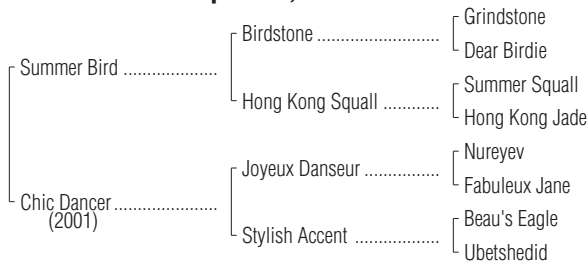 Grindstone
Birdstone ..............................
Dear Birdie
Summer Bird ......................
Summer Squall
Hong Kong Squall .............
Hong Kong Jade
Nureyev
Joyeux Danseur ..................
Fabuleux Jane
Chic Dancer ........................
(2001)
Beau's Eagle
Stylish Accent ....................
Ubetshedid